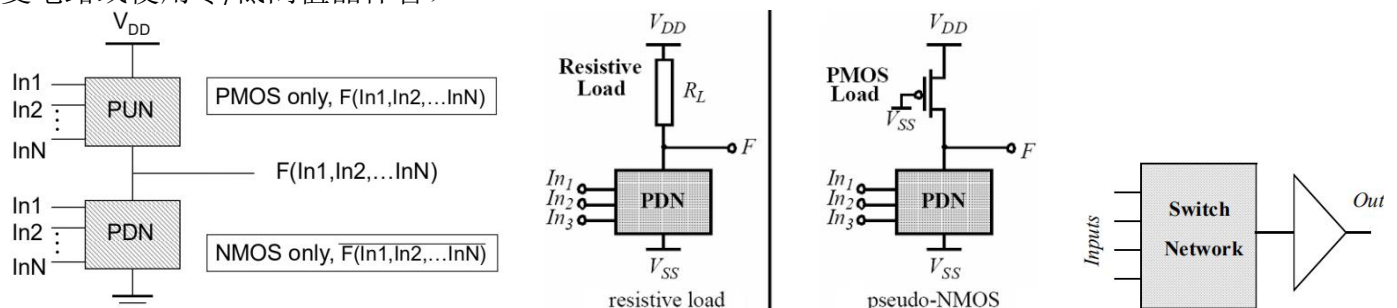 V_DD
In1
In2
InN
PUN
PMOS only, F(In1,In2,…InN)
F(In1,In2,…InN)
In1
In2
InN
PDN
NMOS only, F(In1,In2,…InN)
V_DD
Resistive
Load
R_L
F
In_1
In_2
In_3
PDN
V_SS
resistive load
V_DD
PMOS
Load
V_SS
F
In_1
In_2
In_3
PDN
V_SS
pseudo-NMOS
Inputs
Switch
Network
Out